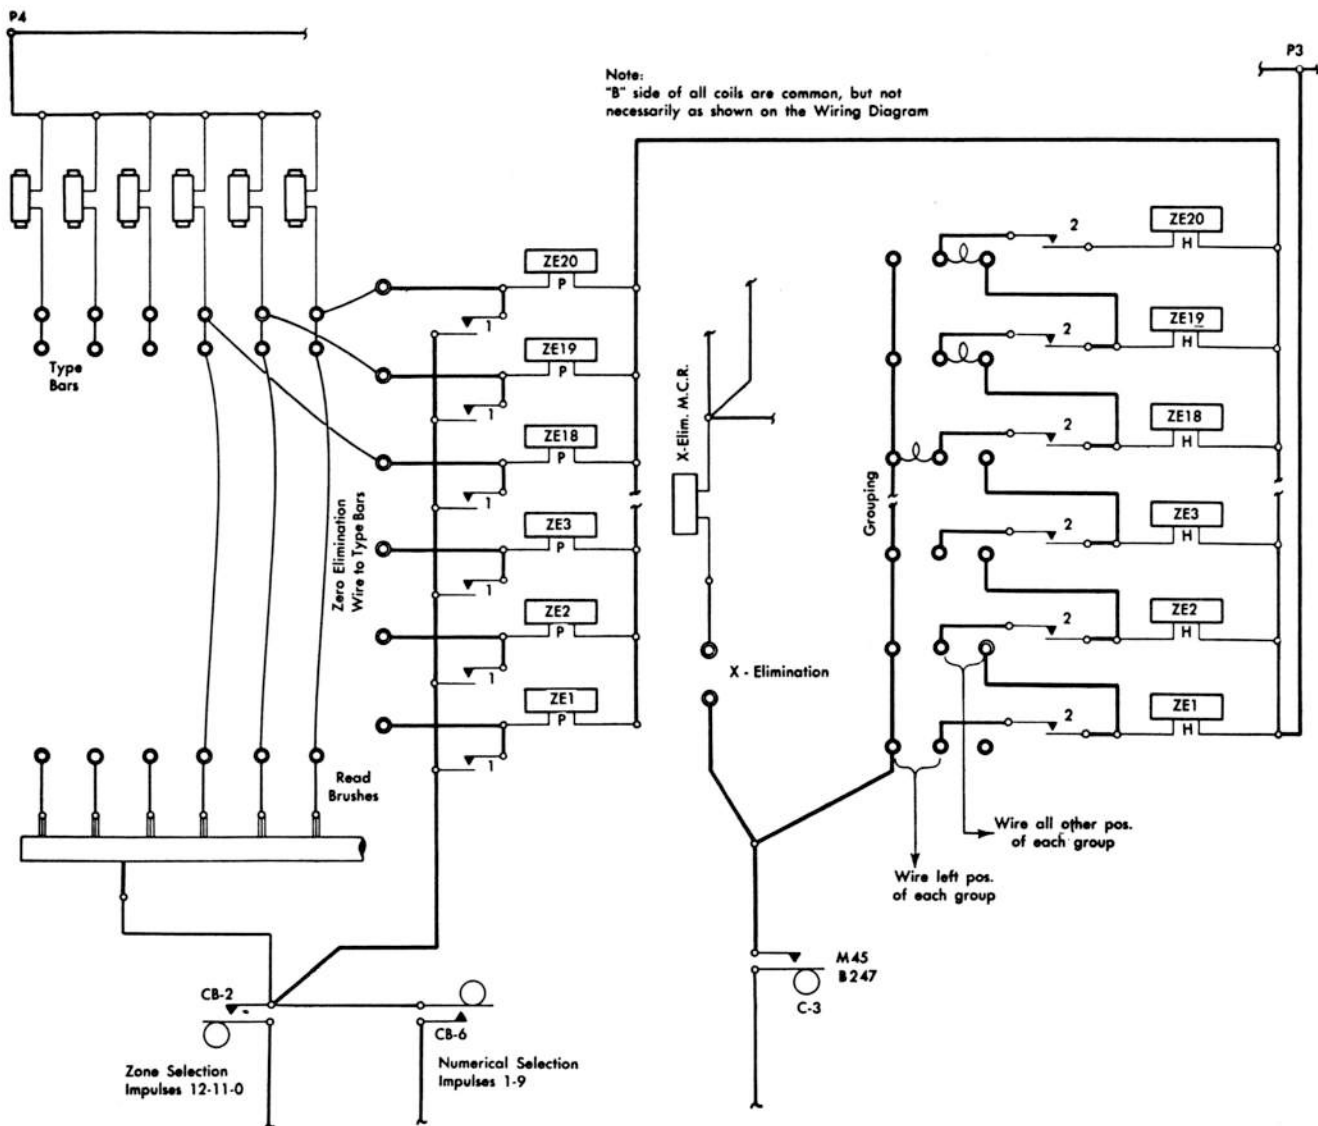 P4
P3
Note:
"B" side of all coils are common, but not
necessarily as shown on the Wiring Diagram
Type
Bars
Zero Elimination
Wire to Type Bars
ZE20
P
1
ZE19
P
1
ZE18
P
1
ZE3
P
1
ZE2
P
1
ZE1
P
1
X-Elim. M.C.R.
X - Elimination
Grouping
2
ZE20
H
2
ZE19
H
2
ZE18
H
2
ZE3
H
2
ZE2
H
2
ZE1
H
Read
Brushes
Wire all other pos.
of each group
Wire left pos.
of each group
M45
B247
C-3
CB-2
CB-6
Zone Selection
Impulses 12-11-0
Numerical Selection
Impulses 1-9